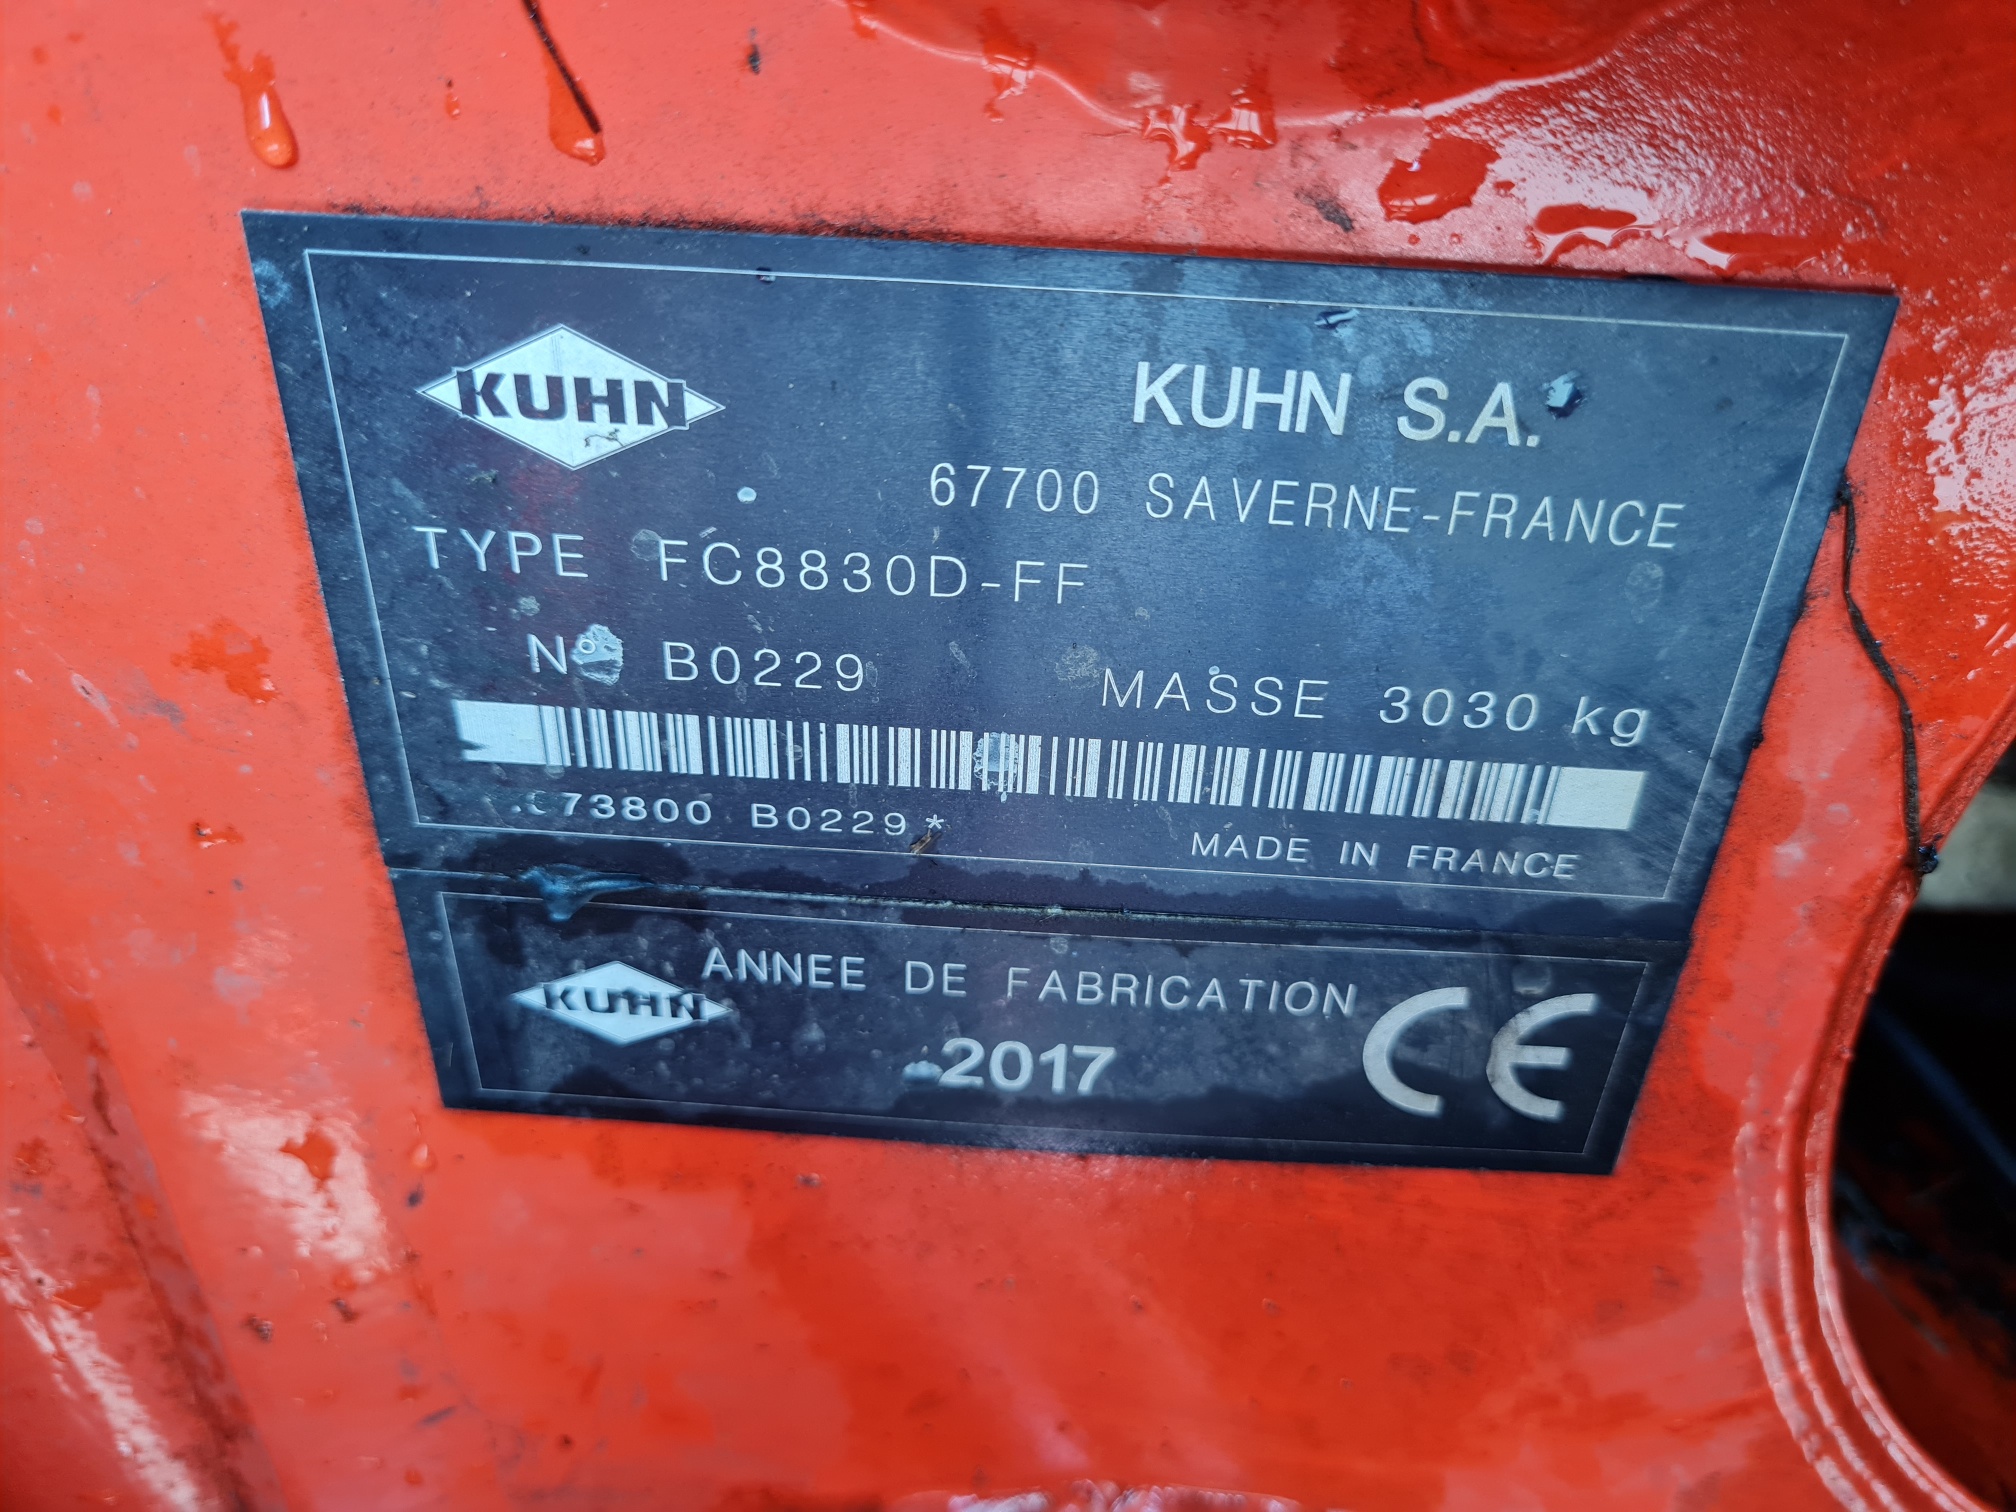 KUHN
KUHN S.A.
67700 SAVERNE-FRANCE
TYPE FC8830D-FF
N° B0229 MASSE 3030 kg
B0229*
MADE IN FRANCE
KUHN
ANNEE DE FABRICATION
2017
CE